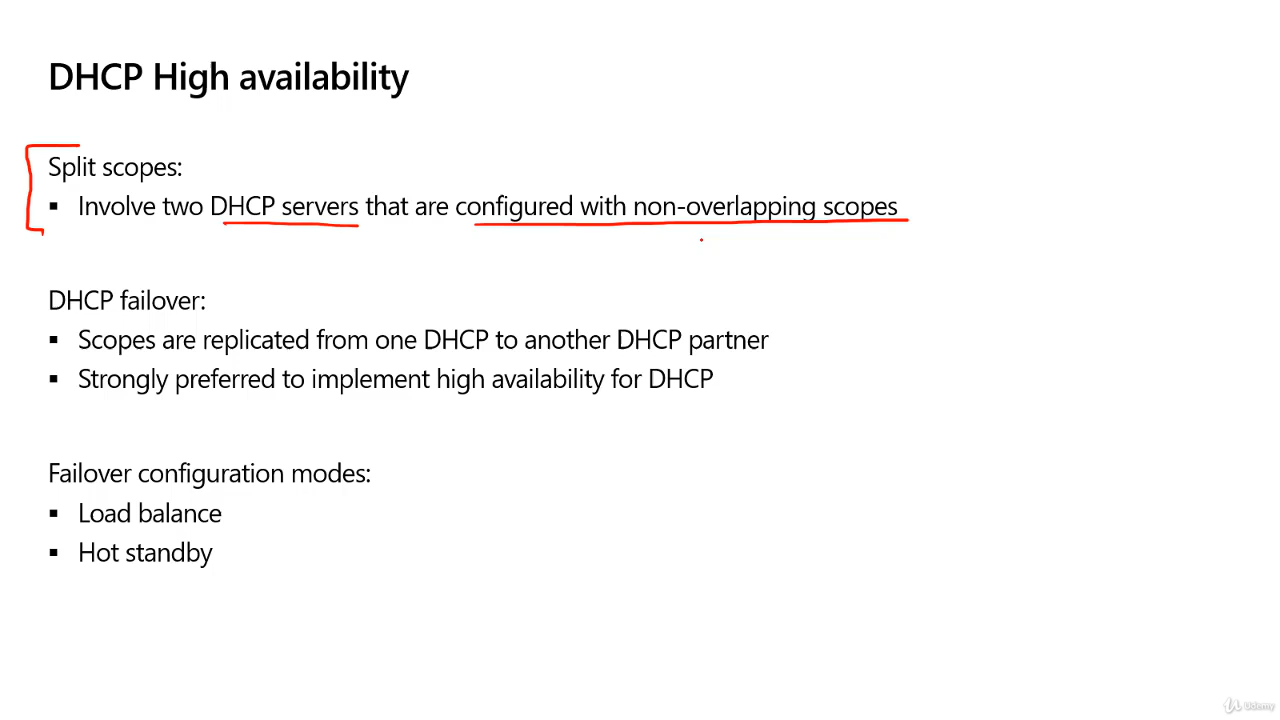 DHCP High availability
Split scopes:
▪ Involve two DHCP servers that are configured with non-overlapping scopes
DHCP failover:
▪ Scopes are replicated from one DHCP to another DHCP partner
▪ Strongly preferred to implement high availability for DHCP
Failover configuration modes:
▪ Load balance
▪ Hot standby
Udemy